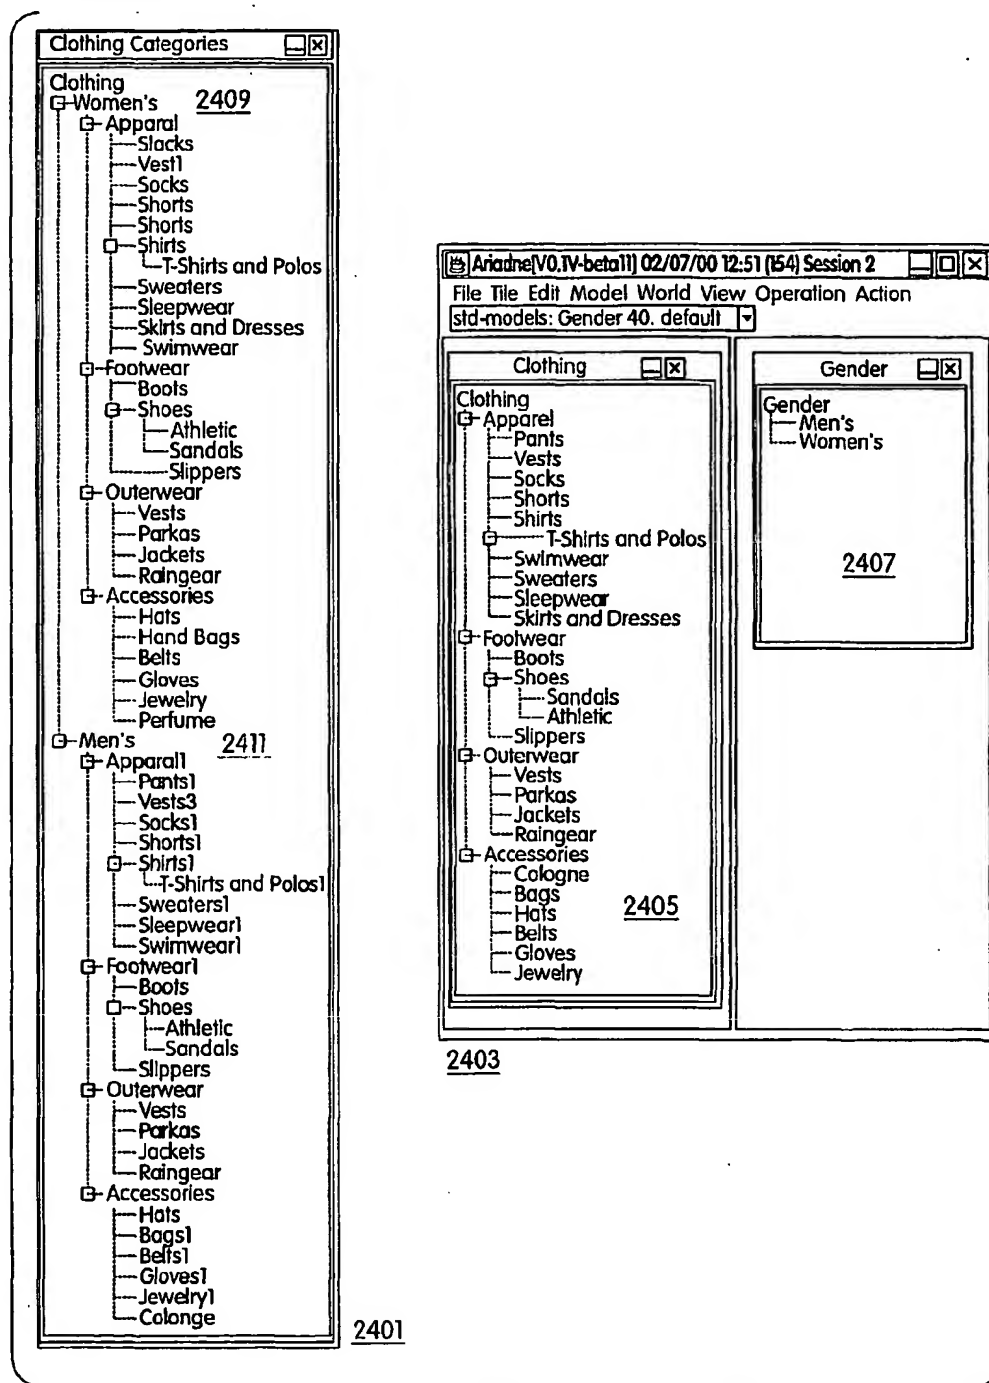 Clothing Categories
Clothing
Women's
2409
Apparal
Slacks
Vest1
Socks
Shorts
Shorts
Shirts
T-Shirts and Polos
Sweaters
Sleepwear
Skirts and Dresses
Swimwear
Footwear
Boots
Shoes
Athletic
Sandals
Slippers
Outerwear
Vests
Parkas
Jackets
Raingear
Accessories
Hats
Hand Bags
Belts
Gloves
Jewelry
Perfume
Men's
2411
Apparal1
Pants1
Vests3
Socks1
Shorts1
Shirts1
T-Shirts and Polos1
Sweaters1
Sleepwear1
Swimwear1
Footwear1
Boots
Shoes
Athletic
Sandals
Slippers
Outerwear
Vests
Parkas
Jackets
Raingear
Accessories
Hats
Bags1
Belts1
Gloves1
Jewelry1
Colonge
2401
Ariadne[V0.1V-beta11] 02/07/00 12:51 (154) Session 2
File Tile Edit Model World View Operation Action
std-models: Gender 40. default
Clothing
Clothing
Apparel
Pants
Vests
Socks
Shorts
Shirts
T-Shirts and Polos
Swimwear
Sweaters
Sleepwear
Skirts and Dresses
Footwear
Boots
Shoes
Sandals
Athletic
Slippers
Outerwear
Vests
Parkas
Jackets
Raingear
Accessories
Cologne
Bags
Hats
Belts
Gloves
Jewelry
2405
Gender
Gender
Men's
Women's
2407
2403